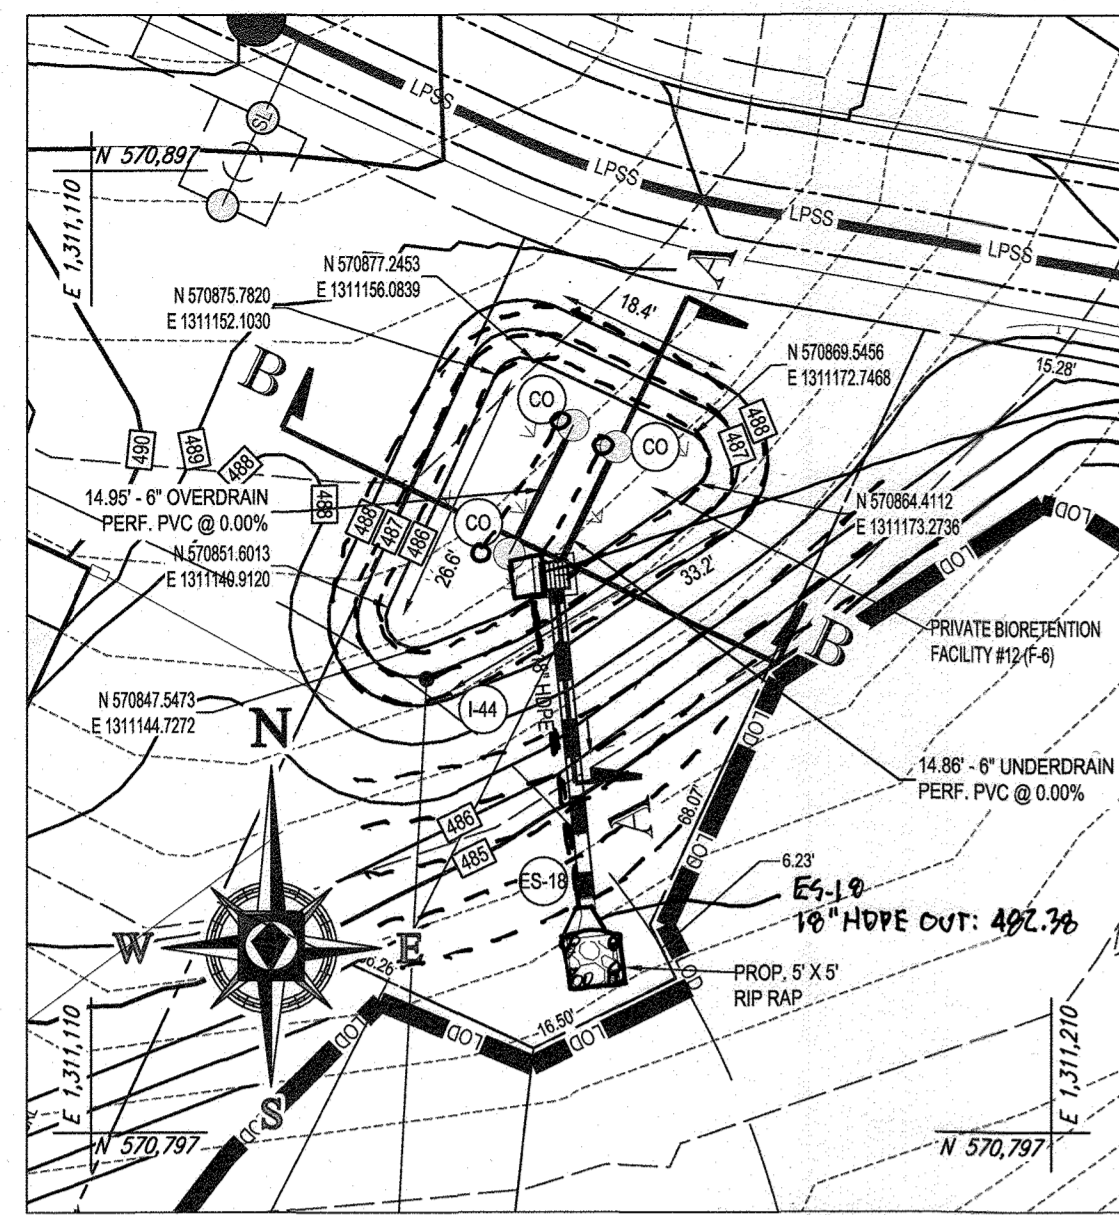 LPSS
LPSS
LPSS
LPSS
SL
N 570,897
E 1,311,110
N 570877.2453
E 1311156.0839
N 570875.7820
E 1311152.1030
18.4'
A
N 570869.5456
E 1311172.7468
15.28'
B
CO
CO
CO
488
487
490
489
488
488
488
487
486
14.95' - 6" OVERDRAIN
PERF. PVC @ 0.00%
N 570864.4112
E 1311173.2736
N 570851.6013
E 1311140.9120
26.6'
33.2'
LOD
LOD
B
PRIVATE BIORETENTION
FACILITY #12 (F-6)
N 570847.5473
E 1311144.7272
I-44
18" HDPE
LOD
N
14.86' - 6" UNDERDRAIN
PERF. PVC @ 0.00%
A
486
485
68.07'
LOD
ES-18
6.23'
ES-18
18" HDPE OUT: 482.38
W
E
PROP. 5' X 5'
RIP RAP
16.50'
LOD
LOD
LOD
E 1,311,110
E 1,311,210
S
N 570,797
N 570,797